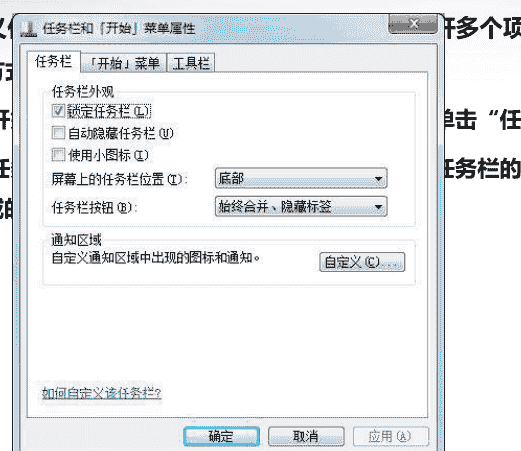 任务栏和「开始」菜单属性
开多个项
任务栏 「开始」菜单 工具栏
任务栏外观
锁定任务栏(L)
单击“任
自动隐藏任务栏(U)
使用小图标(I)
任务栏的
屏幕上的任务栏位置(T): 底部
任务栏按钮(B): 始终合并、隐藏标签
通知区域
自定义通知区域中出现的图标和通知。
自定义(C)...
如何自定义该任务栏?
确定 取消 应用(A)